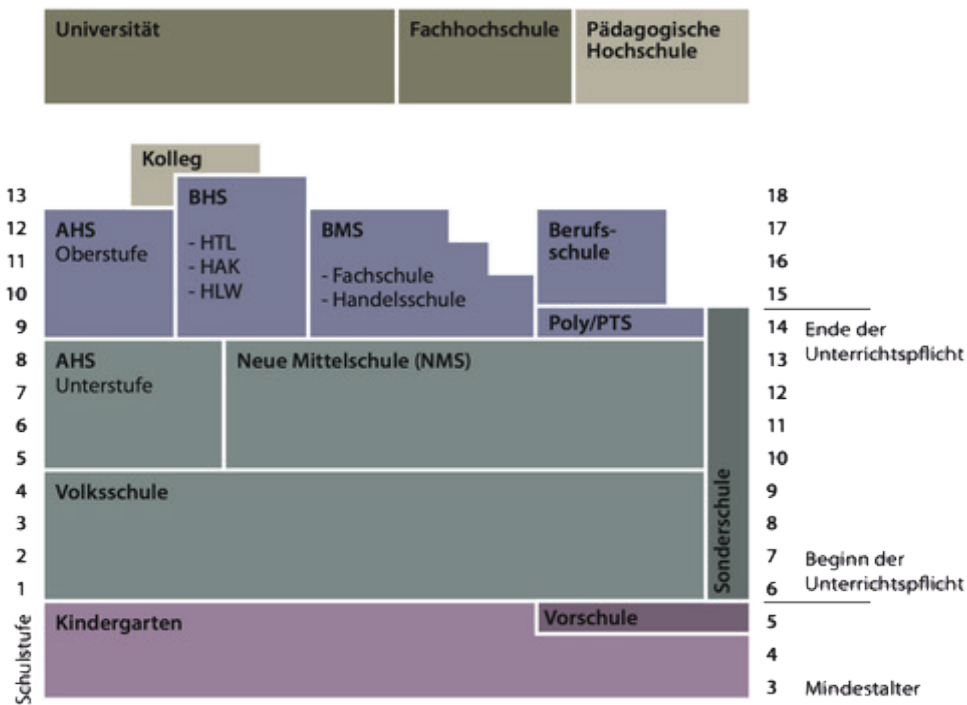 Universität
Fachhochschule
Pädagogische
Hochschule
Kolleg
13
BHS
18
12
AHS
BMS
Berufs-
17
11
Oberstufe
- HTL
- Fachschule
schule
16
10
- HAK
- Handelsschule
15
- HLW
9
Poly/PTS
14
Ende der
Unterrichtspflicht
8
AHS
Neue Mittelschule (NMS)
13
7
Unterstufe
12
6
11
5
10
4
Volksschule
9
3
8
2
7
Beginn der
1
6
Unterrichtspflicht
Sonderschule
Kindergarten
Vorschule
5
4
3
Mindestalter
Schulstufe